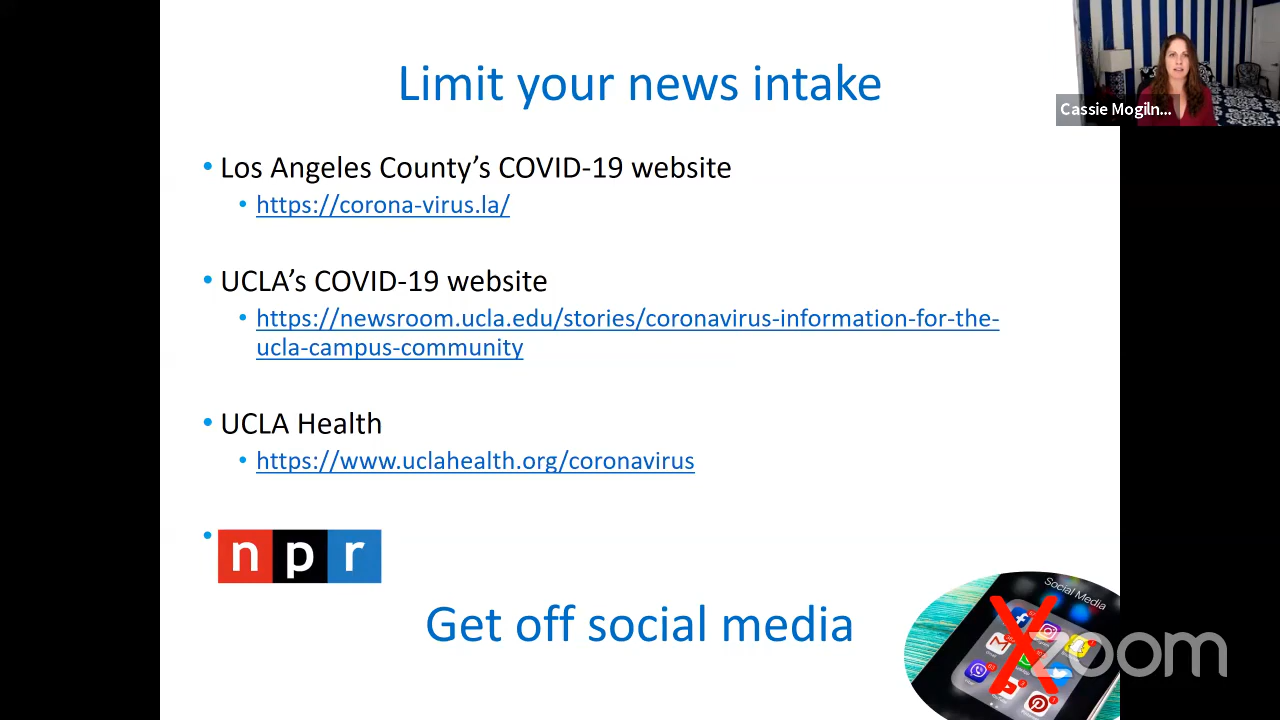 Limit your news intake
Cassie Mogiln...
• Los Angeles County's COVID-19 website
• https://corona-virus.la/
• UCLA's COVID-19 website
• https://newsroom.ucla.edu/stories/coronavirus-information-for-the-
ucla-campus-community
• UCLA Health
• https://www.uclahealth.org/coronavirus
• npr
Get off social media
Social Media
zoom